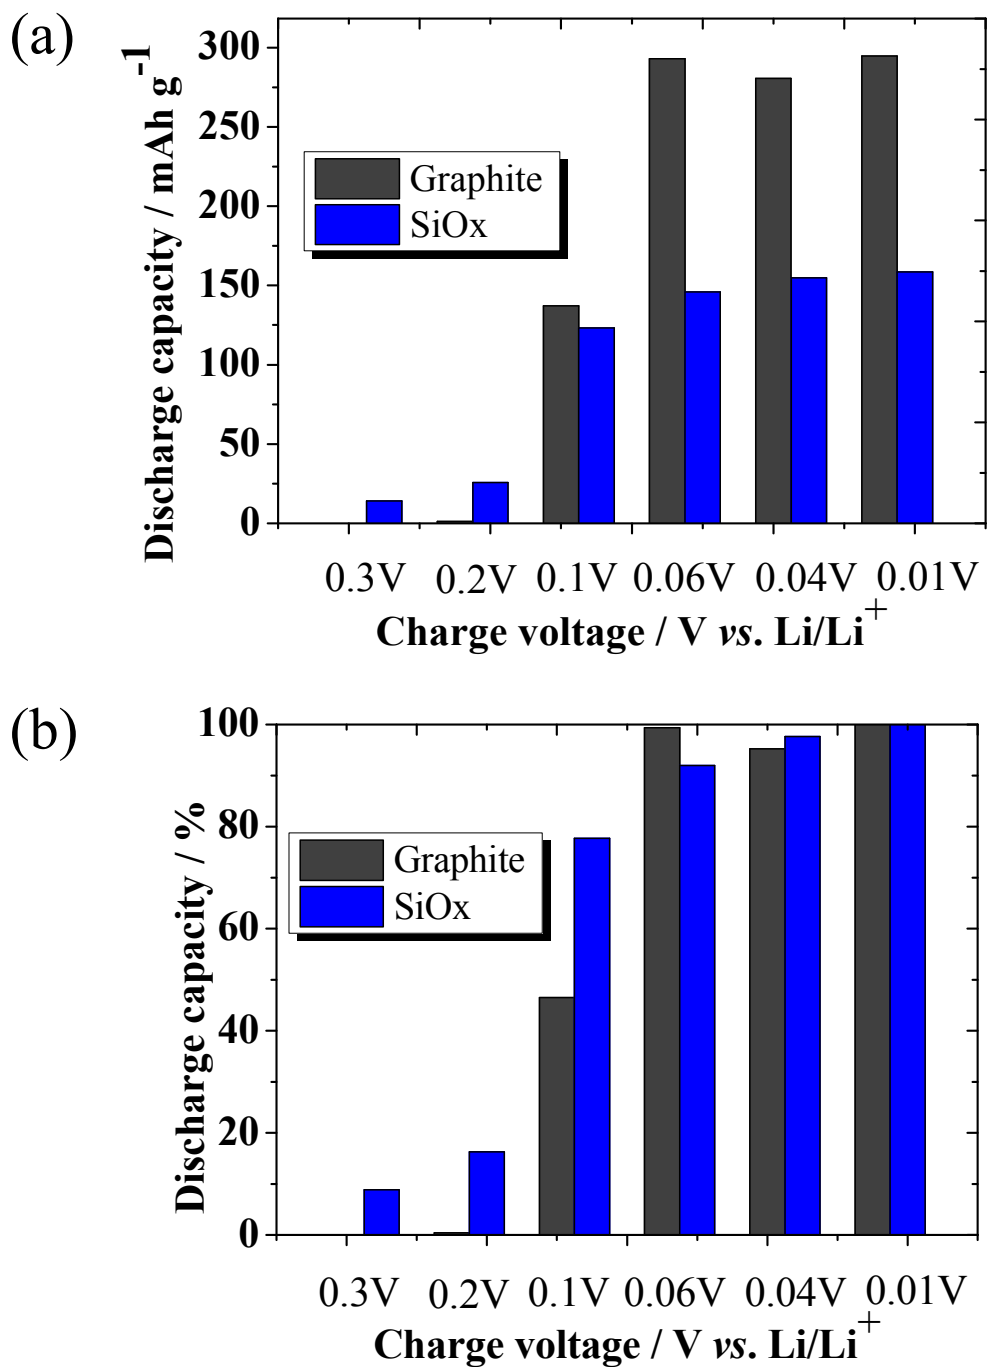 (a)
Discharge capacity / mAh g-1
300
250
200
150
100
50
0
Graphite
SiOx
0.3V 0.2V 0.1V 0.06V 0.04V 0.01V
Charge voltage / V vs. Li/Li+
(b)
Discharge capacity / %
100
80
60
40
20
0
Graphite
SiOx
0.3V 0.2V 0.1V 0.06V 0.04V 0.01V
Charge voltage / V vs. Li/Li+